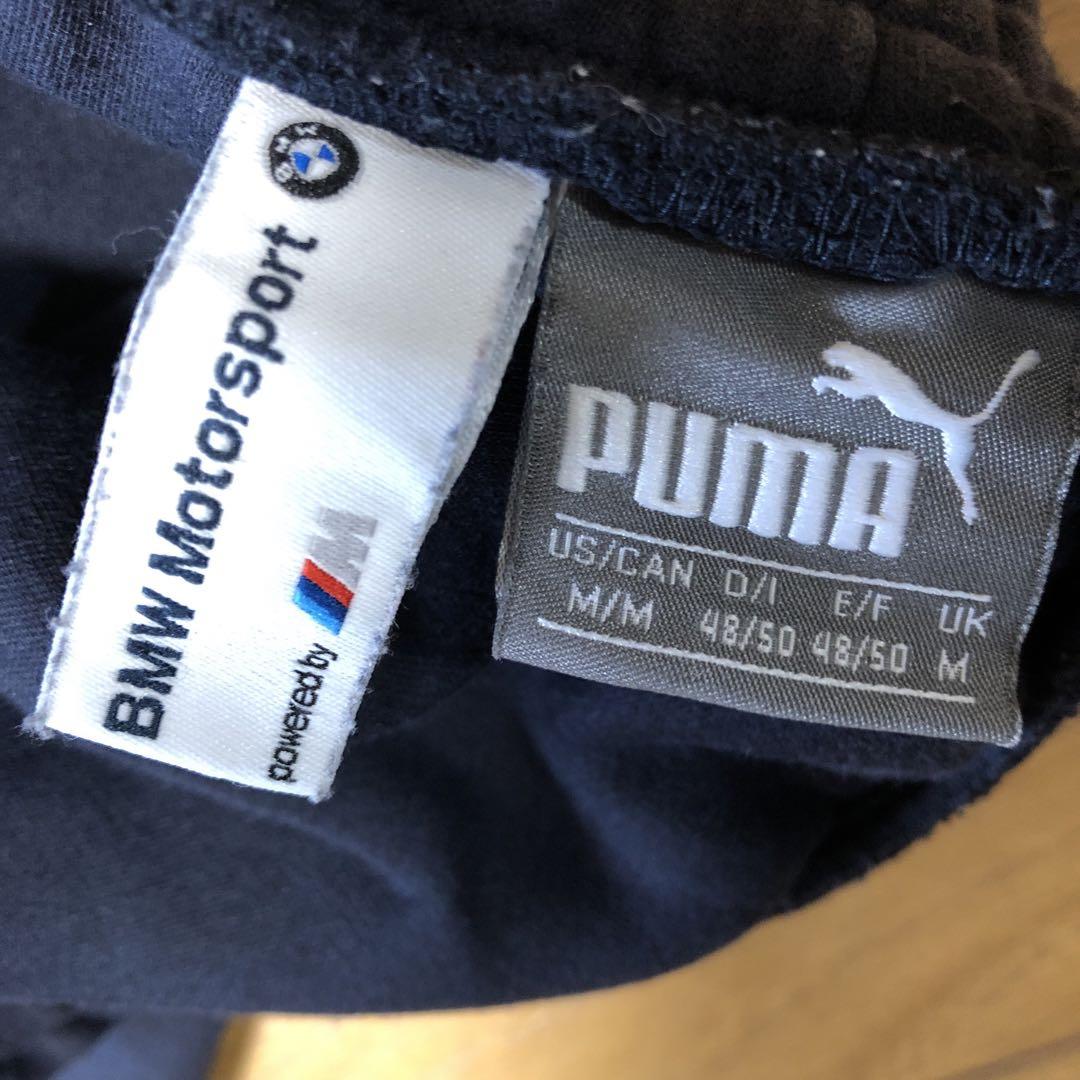 BMW Motorsport
powered by M
PUMA
US/CAN D/I E/F UK
M/M 48/50 48/50 M